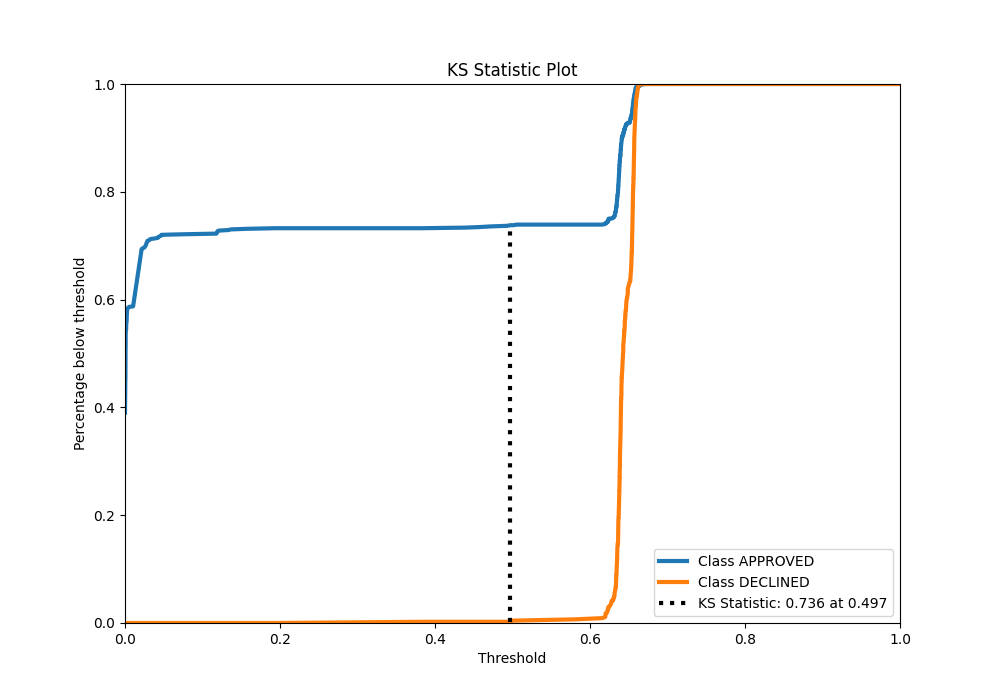 KS Statistic Plot
1.0
0.8
0.6
0.4
0.2
0.0
Percentage below threshold
0.0 0.2 0.4 0.6 0.8 1.0
Threshold
Class APPROVED
Class DECLINED
KS Statistic: 0.736 at 0.497